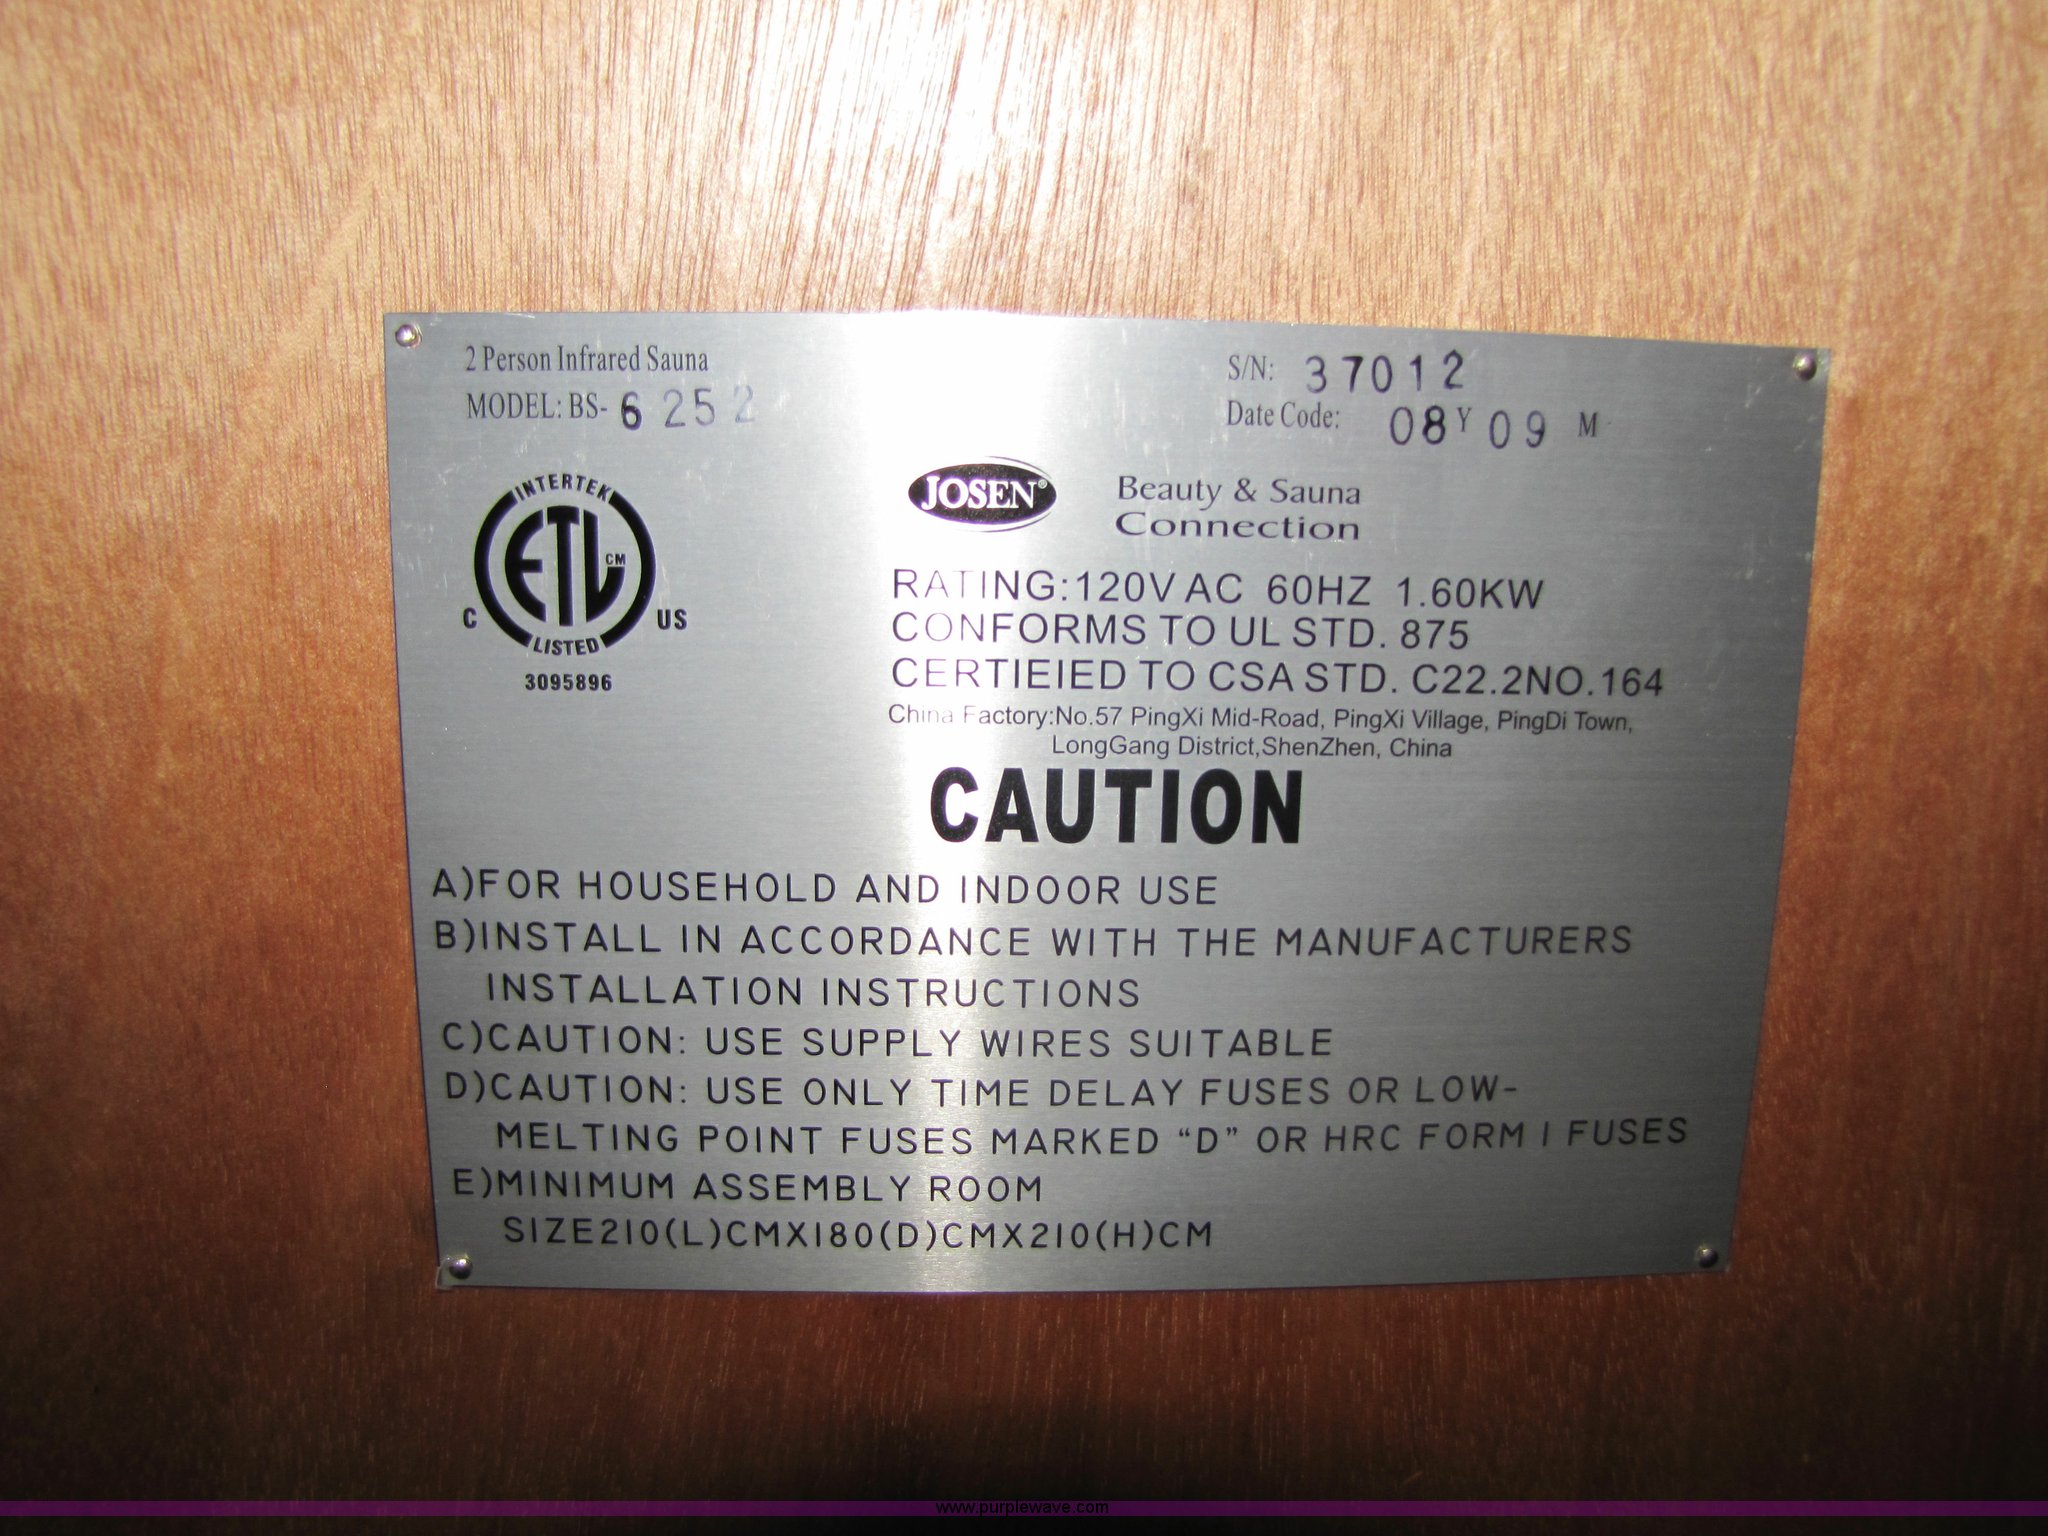 2 Person Infrared Sauna
MODEL: BS- 6 252
S/N: 37012
Date Code: 08 Y 09 M
INTERTEK
ETL CM
C US
LISTED
3095896
JOSEN®
Beauty & Sauna
Connection
RATING:120V AC 60HZ 1.60KW
CONFORMS TO UL STD. 875
CERTIEIED TO CSA STD. C22.2NO.164
China Factory:No.57 PingXi Mid-Road, PingXi Village, PingDi Town,
LongGang District,ShenZhen, China
CAUTION
A)FOR HOUSEHOLD AND INDOOR USE
B)INSTALL IN ACCORDANCE WITH THE MANUFACTURERS
INSTALLATION INSTRUCTIONS
C)CAUTION: USE SUPPLY WIRES SUITABLE
D)CAUTION: USE ONLY TIME DELAY FUSES OR LOW-
MELTING POINT FUSES MARKED “D” OR HRC FORM I FUSES
E)MINIMUM ASSEMBLY ROOM
SIZE210(L)CMX180(D)CMX210(H)CM
www.purplewave.com